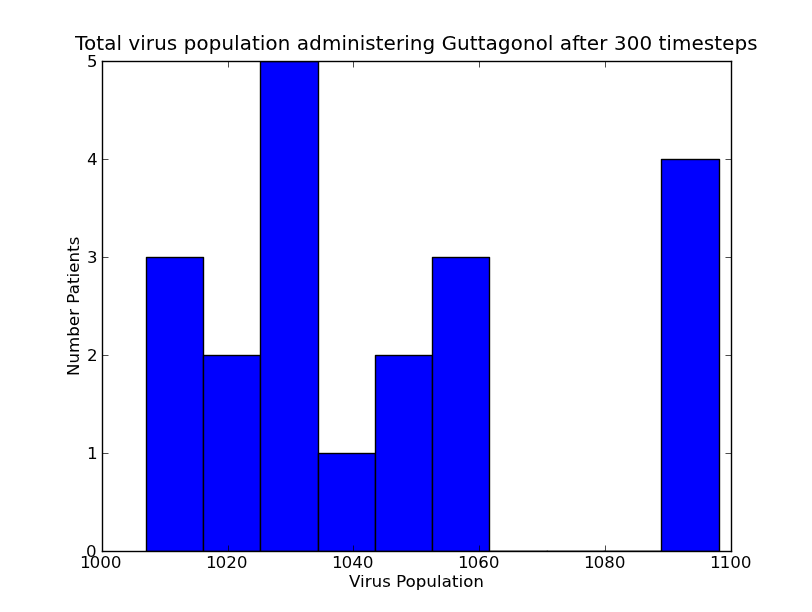 Total virus population administering Guttagonol after 300 timesteps
5
4
3
2
1
0
Number Patients
1000 1020 1040 1060 1080 1100
Virus Population